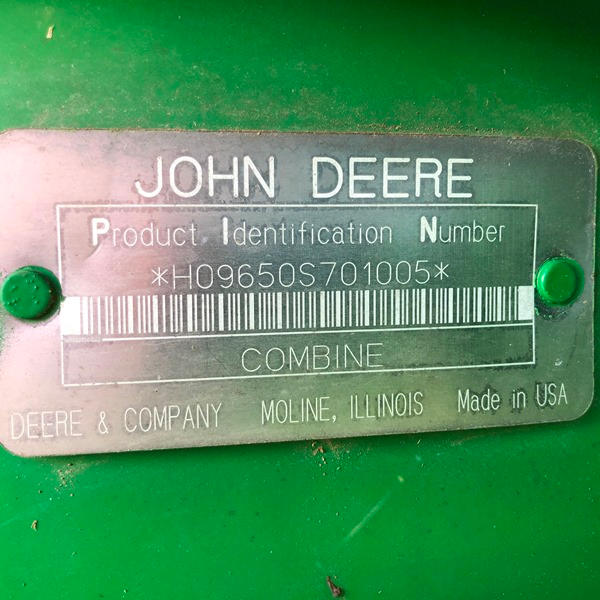 JOHN DEERE
Product Identification Number
*H09650S701005*
COMBINE
DEERE & COMPANY MOLINE, ILLINOIS Made in USA